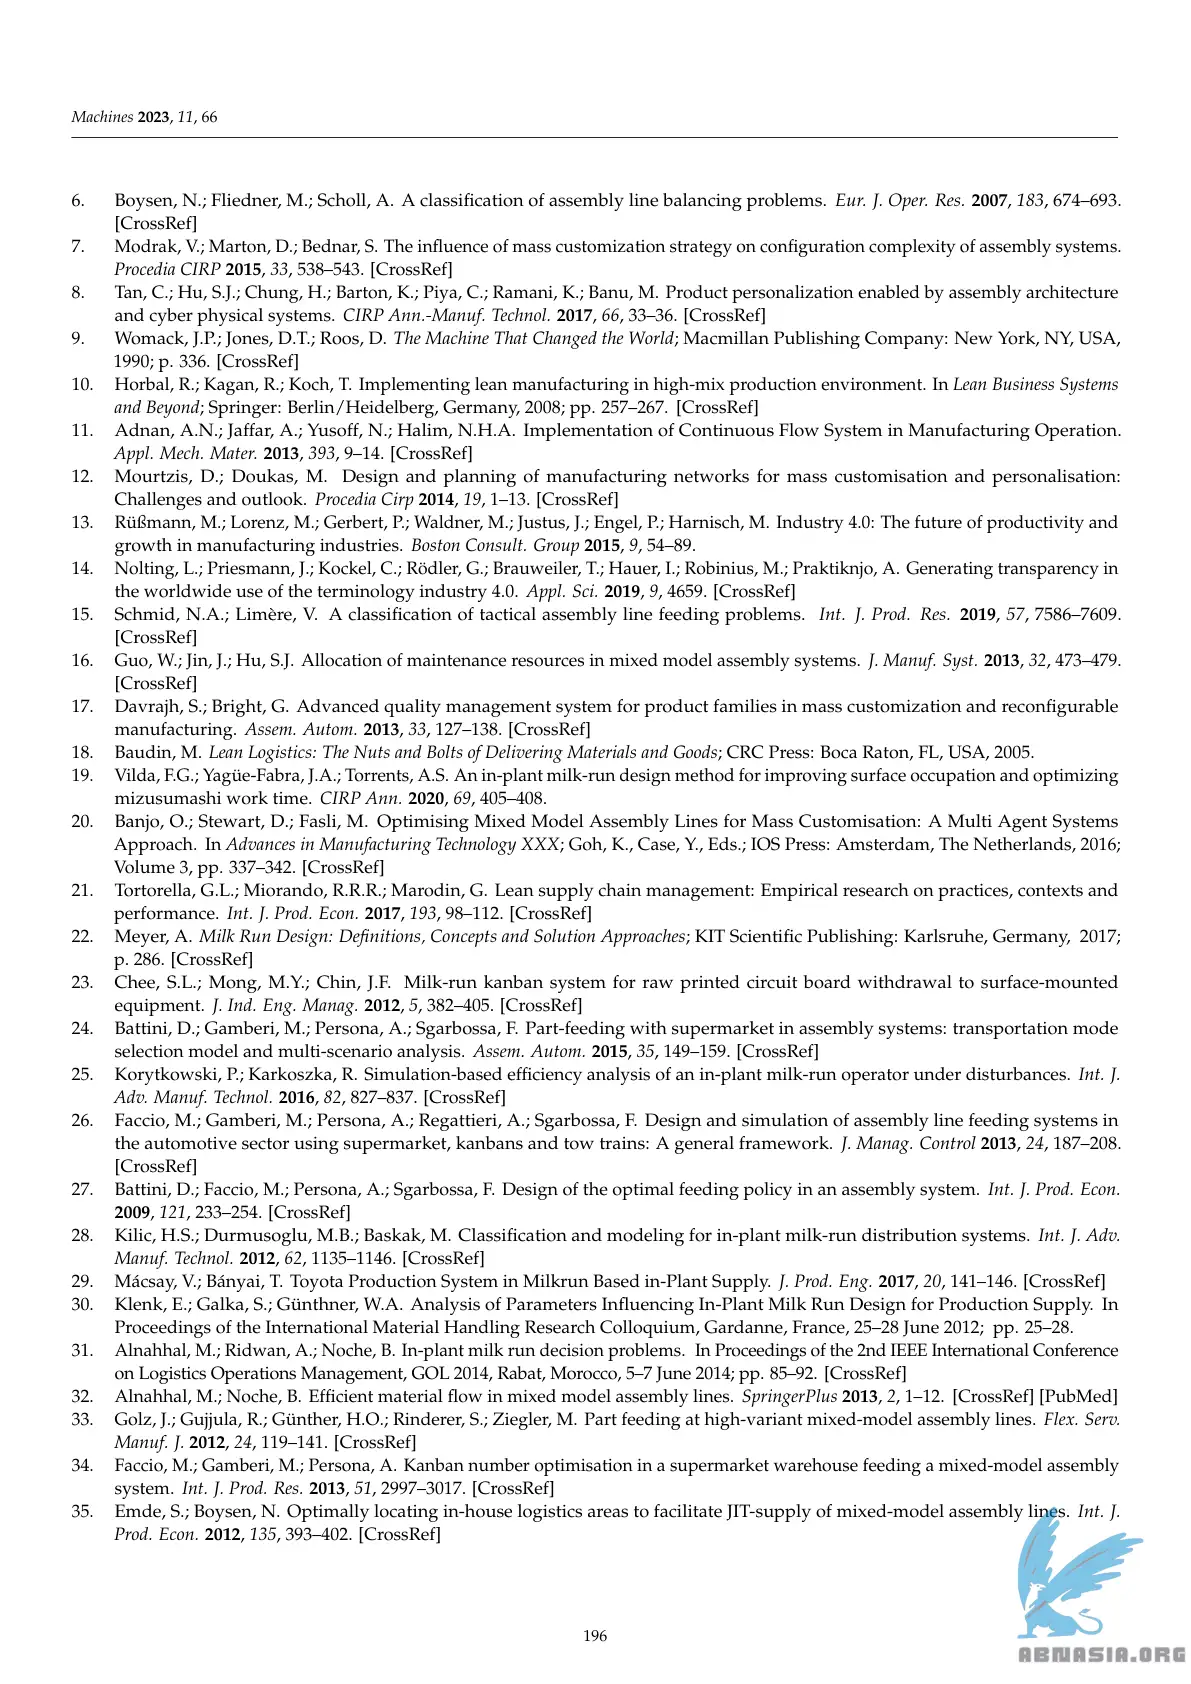 Machines 2023, 11, 66
6. Boysen, N.; Fliedner, M.; Scholl, A. A classification of assembly line balancing problems. Eur. J. Oper. Res. 2007, 183, 674–693.
[CrossRef]
7. Modrak, V.; Marton, D.; Bednar, S. The influence of mass customization strategy on configuration complexity of assembly systems.
Procedia CIRP 2015, 33, 538–543. [CrossRef]
8. Tan, C.; Hu, S.J.; Chung, H.; Barton, K.; Piya, C.; Ramani, K.; Banu, M. Product personalization enabled by assembly architecture
and cyber physical systems. CIRP Ann.-Manuf. Technol. 2017, 66, 33–36. [CrossRef]
9. Womack, J.P.; Jones, D.T.; Roos, D. The Machine That Changed the World; Macmillan Publishing Company: New York, NY, USA,
1990; p. 336. [CrossRef]
10. Horbal, R.; Kagan, R.; Koch, T. Implementing lean manufacturing in high-mix production environment. In Lean Business Systems
and Beyond; Springer: Berlin/Heidelberg, Germany, 2008; pp. 257–267. [CrossRef]
11. Adnan, A.N.; Jaffar, A.; Yusoff, N.; Halim, N.H.A. Implementation of Continuous Flow System in Manufacturing Operation.
Appl. Mech. Mater. 2013, 393, 9–14. [CrossRef]
12. Mourtzis, D.; Doukas, M. Design and planning of manufacturing networks for mass customisation and personalisation:
Challenges and outlook. Procedia Cirp 2014, 19, 1–13. [CrossRef]
13. Rüßmann, M.; Lorenz, M.; Gerbert, P.; Waldner, M.; Justus, J.; Engel, P.; Harnisch, M. Industry 4.0: The future of productivity and
growth in manufacturing industries. Boston Consult. Group 2015, 9, 54–89.
14. Nolting, L.; Priesmann, J.; Kockel, C.; Rödler, G.; Brauweiler, T.; Hauer, I.; Robinius, M.; Praktiknjo, A. Generating transparency in
the worldwide use of the terminology industry 4.0. Appl. Sci. 2019, 9, 4659. [CrossRef]
15. Schmid, N.A.; Limère, V. A classification of tactical assembly line feeding problems. Int. J. Prod. Res. 2019, 57, 7586–7609.
[CrossRef]
16. Guo, W.; Jin, J.; Hu, S.J. Allocation of maintenance resources in mixed model assembly systems. J. Manuf. Syst. 2013, 32, 473–479.
[CrossRef]
17. Davrajh, S.; Bright, G. Advanced quality management system for product families in mass customization and reconfigurable
manufacturing. Assem. Autom. 2013, 33, 127–138. [CrossRef]
18. Baudin, M. Lean Logistics: The Nuts and Bolts of Delivering Materials and Goods; CRC Press: Boca Raton, FL, USA, 2005.
19. Vilda, F.G.; Yagüe-Fabra, J.A.; Torrents, A.S. An in-plant milk-run design method for improving surface occupation and optimizing
mizusumashi work time. CIRP Ann. 2020, 69, 405–408.
20. Banjo, O.; Stewart, D.; Fasli, M. Optimising Mixed Model Assembly Lines for Mass Customisation: A Multi Agent Systems
Approach. In Advances in Manufacturing Technology XXX; Goh, K., Case, Y., Eds.; IOS Press: Amsterdam, The Netherlands, 2016;
Volume 3, pp. 337–342. [CrossRef]
21. Tortorella, G.L.; Miorando, R.R.R.; Marodin, G. Lean supply chain management: Empirical research on practices, contexts and
performance. Int. J. Prod. Econ. 2017, 193, 98–112. [CrossRef]
22. Meyer, A. Milk Run Design: Definitions, Concepts and Solution Approaches; KIT Scientific Publishing: Karlsruhe, Germany, 2017;
p. 286. [CrossRef]
23. Chee, S.L.; Mong, M.Y.; Chin, J.F. Milk-run kanban system for raw printed circuit board withdrawal to surface-mounted
equipment. J. Ind. Eng. Manag. 2012, 5, 382–405. [CrossRef]
24. Battini, D.; Gamberi, M.; Persona, A.; Sgarbossa, F. Part-feeding with supermarket in assembly systems: transportation mode
selection model and multi-scenario analysis. Assem. Autom. 2015, 35, 149–159. [CrossRef]
25. Korytkowski, P.; Karkoszka, R. Simulation-based efficiency analysis of an in-plant milk-run operator under disturbances. Int. J.
Adv. Manuf. Technol. 2016, 82, 827–837. [CrossRef]
26. Faccio, M.; Gamberi, M.; Persona, A.; Regattieri, A.; Sgarbossa, F. Design and simulation of assembly line feeding systems in
the automotive sector using supermarket, kanbans and tow trains: A general framework. J. Manag. Control 2013, 24, 187–208.
[CrossRef]
27. Battini, D.; Faccio, M.; Persona, A.; Sgarbossa, F. Design of the optimal feeding policy in an assembly system. Int. J. Prod. Econ.
2009, 121, 233–254. [CrossRef]
28. Kilic, H.S.; Durmusoglu, M.B.; Baskak, M. Classification and modeling for in-plant milk-run distribution systems. Int. J. Adv.
Manuf. Technol. 2012, 62, 1135–1146. [CrossRef]
29. Mácsay, V.; Bányai, T. Toyota Production System in Milkrun Based in-Plant Supply. J. Prod. Eng. 2017, 20, 141–146. [CrossRef]
30. Klenk, E.; Galka, S.; Günthner, W.A. Analysis of Parameters Influencing In-Plant Milk Run Design for Production Supply. In
Proceedings of the International Material Handling Research Colloquium, Gardanne, France, 25–28 June 2012; pp. 25–28.
31. Alnahhal, M.; Ridwan, A.; Noche, B. In-plant milk run decision problems. In Proceedings of the 2nd IEEE International Conference
on Logistics Operations Management, GOL 2014, Rabat, Morocco, 5–7 June 2014; pp. 85–92. [CrossRef]
32. Alnahhal, M.; Noche, B. Efficient material flow in mixed model assembly lines. SpringerPlus 2013, 2, 1–12. [CrossRef] [PubMed]
33. Golz, J.; Gujjula, R.; Günther, H.O.; Rinderer, S.; Ziegler, M. Part feeding at high-variant mixed-model assembly lines. Flex. Serv.
Manuf. J. 2012, 24, 119–141. [CrossRef]
34. Faccio, M.; Gamberi, M.; Persona, A. Kanban number optimisation in a supermarket warehouse feeding a mixed-model assembly
system. Int. J. Prod. Res. 2013, 51, 2997–3017. [CrossRef]
35. Emde, S.; Boysen, N. Optimally locating in-house logistics areas to facilitate JIT-supply of mixed-model assembly lines. Int. J.
Prod. Econ. 2012, 135, 393–402. [CrossRef]
196
ABNASIA.ORG